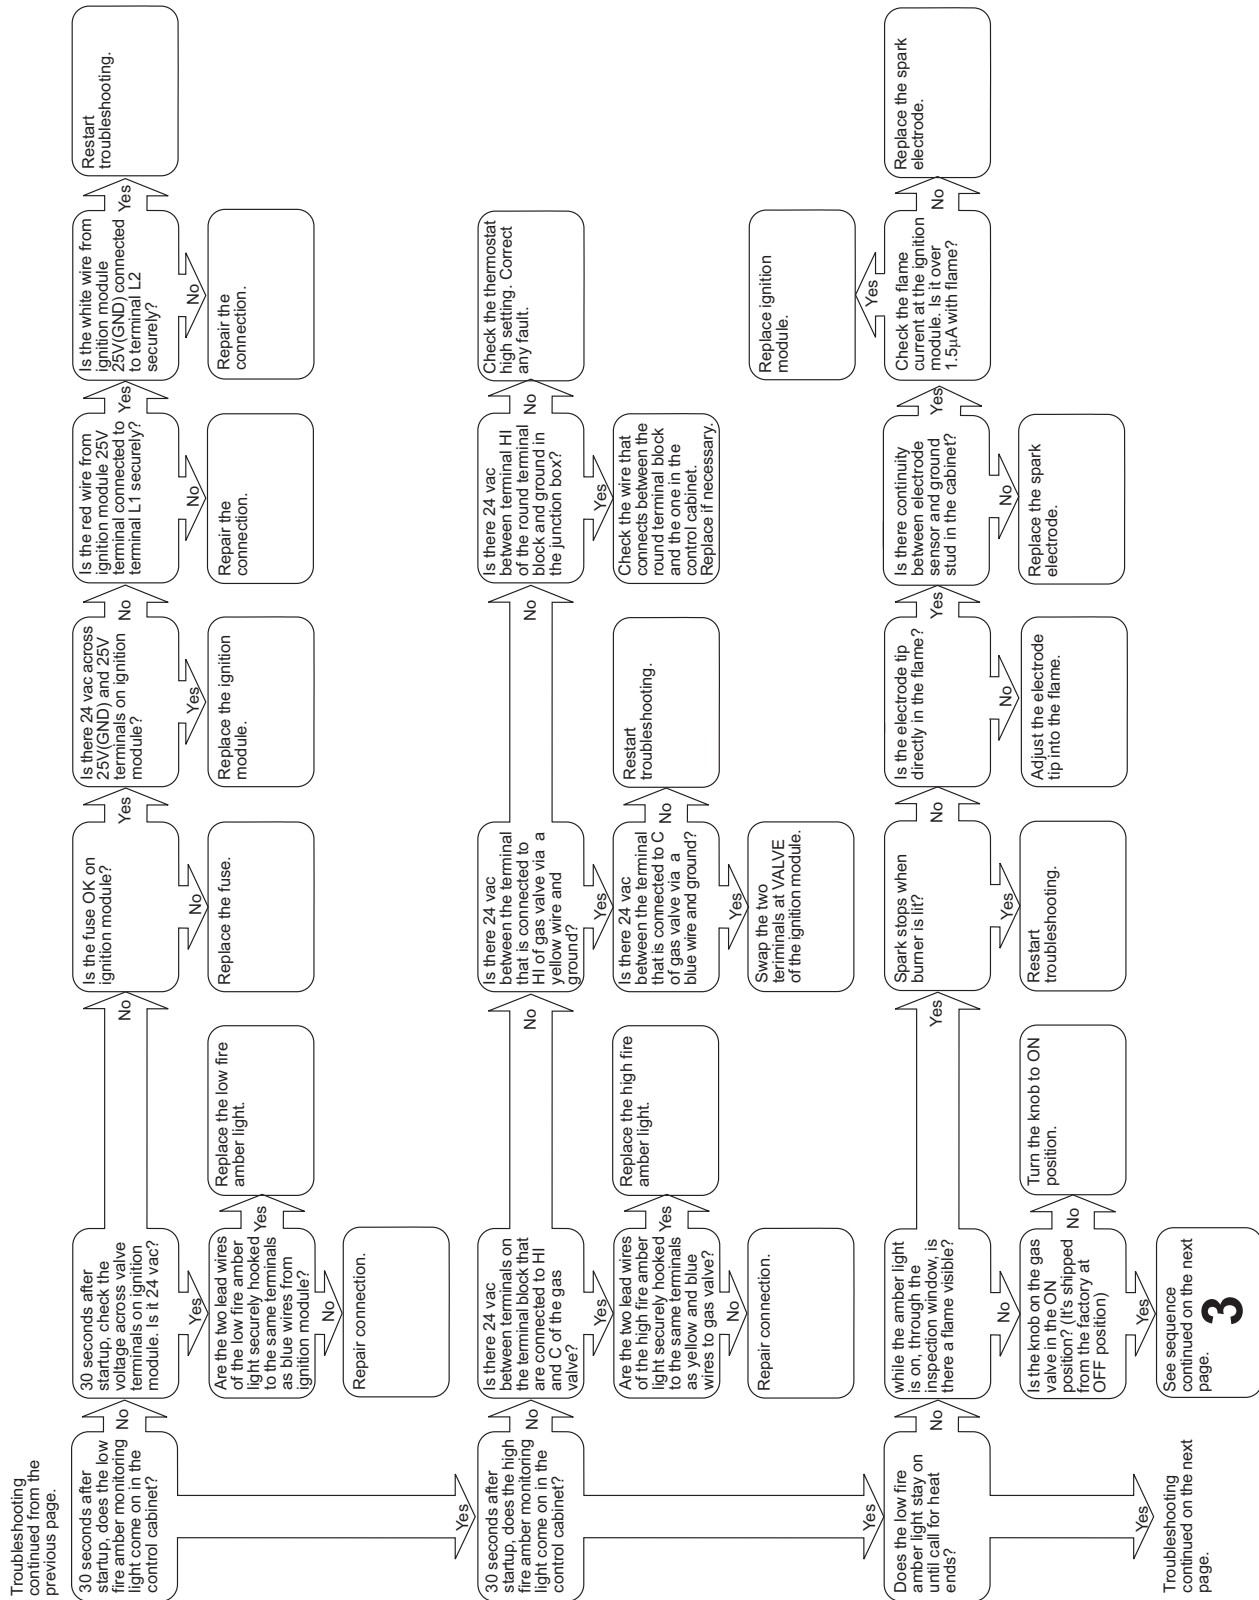 Troubleshooting
continued from the
previous page.
30 seconds after
startup, does the low
fire amber monitoring
light come on in the
control cabinet?
No
30 seconds after
startup, check the
voltage across valve
terminals on ignition
module. Is it 24 vac?
No
Is the fuse OK on
ignition module?
Yes
Is there 24 vac across
25V(GND) and 25V
terminals on ignition
module?
No
Is the red wire from
ignition module 25V
terminal connected to
terminal L1 securely?
Yes
Is the white wire from
ignition module
25V(GND) connected
to terminal L2
securely?
Yes
Restart
troubleshooting.
Yes
Are the two lead wires
of the low fire amber
light securely hooked
to the same terminals
as blue wires from
ignition module?
Yes
Replace the low fire
amber light.
No
Repair connection.
No
Replace the fuse.
Yes
Replace the ignition
module.
No
Repair the
connection.
No
Repair the
connection.
Yes
30 seconds after
startup, does the high
fire amber monitoring
light come on in the
control cabinet?
No
Is there 24 vac
between terminals on
the terminal block that
are connected to HI
and C of the gas
valve?
No
Is there 24 vac
between the terminal
that is connected to
HI of gas valve via a
yellow wire and
ground?
No
Is there 24 vac
between terminal HI
of the round terminal
block and ground in
the junction box?
No
Check the thermostat
high setting. Correct
any fault.
Yes
Are the two lead wires
of the high fire amber
light securely hooked
to the same terminals
as yellow and blue
wires to gas valve?
Yes
Replace the high fire
amber light.
No
Repair connection.
Yes
Is there 24 vac
between the terminal
that is connected to C
of gas valve via a
blue wire and ground?
No
Restart
troubleshooting.
Yes
Swap the two
teriminals at VALVE
of the ignition module.
Yes
Check the wire that
connects between the
round terminal block
and the one in the
control cabinet.
Replace if necessary.
Yes
Does the low fire
amber light stay on
until call for heat
ends?
No
while the amber light
is on, through the
inspection window, is
there a flame visible?
Yes
Spark stops when
burner is lit?
No
Is the electrode tip
directly in the flame?
Yes
Is there continuity
between electrode
sensor and ground
stud in the cabinet?
Yes
Check the flame
current at the ignition
module. Is it over
1.5µA with flame?
No
Replace the spark
electrode.
Yes
Replace ignition
module.
No
Is the knob on the gas
valve in the ON
position? (It's shipped
from the factory at
OFF position)
No
Turn the knob to ON
position.
Yes
See sequence
continued on the next
page.
3
Yes
Restart
troubleshooting.
No
Adjust the electrode
tip into the flame.
No
Replace the spark
electrode.
Yes
Troubleshooting
continued on the next
page.